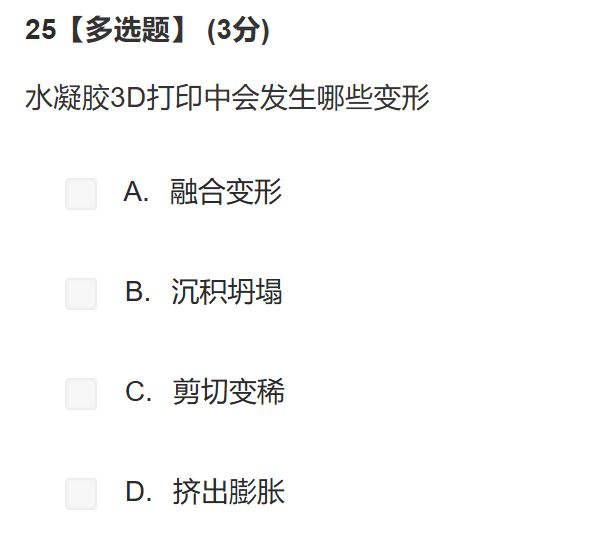 25【多选题】 (3分)
水凝胶3D打印中会发生哪些变形
A. 融合变形
B. 沉积坍塌
C. 剪切变稀
D. 挤出膨胀